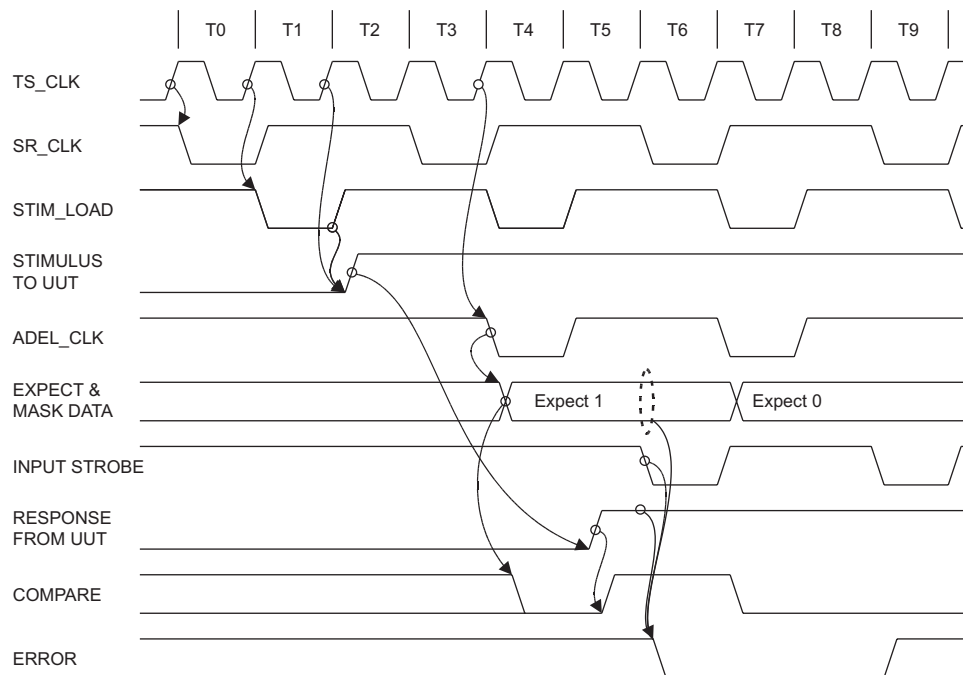 T0 T1 T2 T3 T4 T5 T6 T7 T8 T9
TS_CLK
SR_CLK
STIM_LOAD
STIMULUS
TO UUT
ADEL_CLK
EXPECT &
MASK DATA
Expect 1
Expect 0
INPUT STROBE
RESPONSE
FROM UUT
COMPARE
ERROR